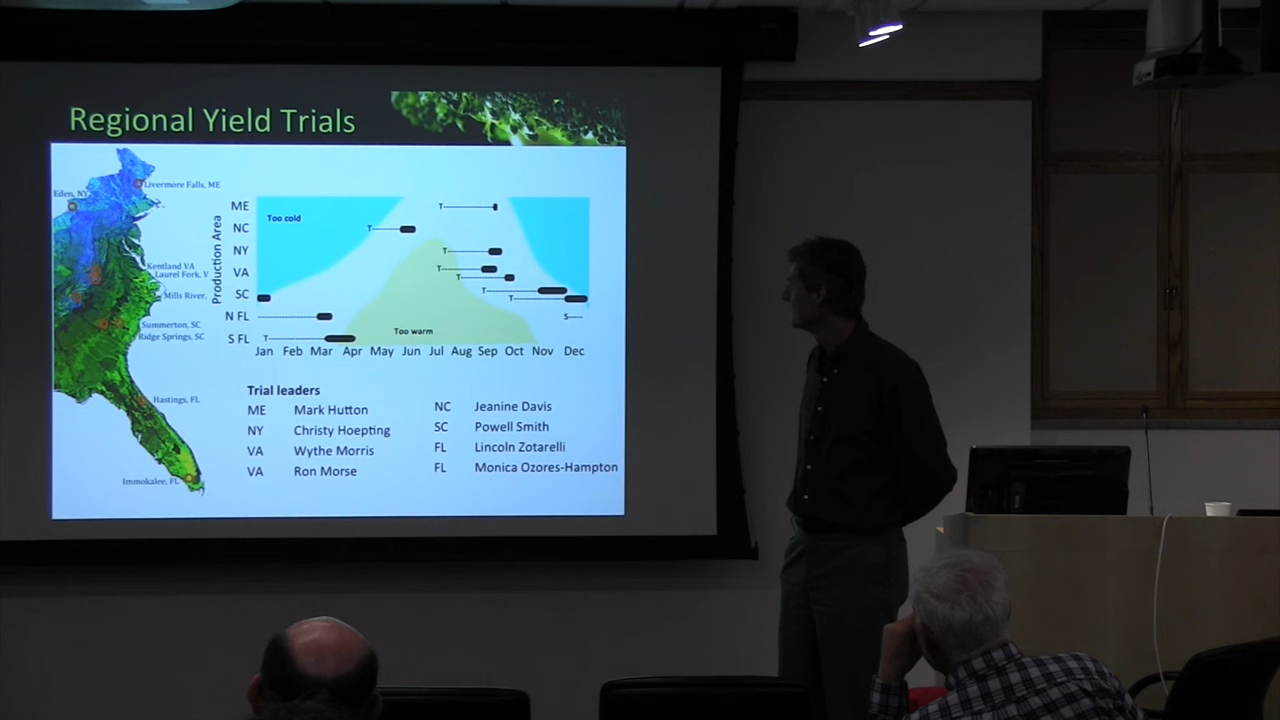 Regional Yield Trials
Livermore Falls, ME
Eden, NY
Kentland VA
Laurel Fork, V
Mills River,
Summerton, SC
Ridge Springs, SC
Hastings, FL
Immokalee, FL
Production Area
ME T
Too cold
NC T
NY T
VA T
T
SC T
T
N FL S
Too warm
S FL T
Jan Feb Mar Apr May Jun Jul Aug Sep Oct Nov Dec
Trial leaders
ME Mark Hutton
NY Christy Hoepting
VA Wythe Morris
VA Ron Morse
NC Jeanine Davis
SC Powell Smith
FL Lincoln Zotarelli
FL Monica Ozores-Hampton